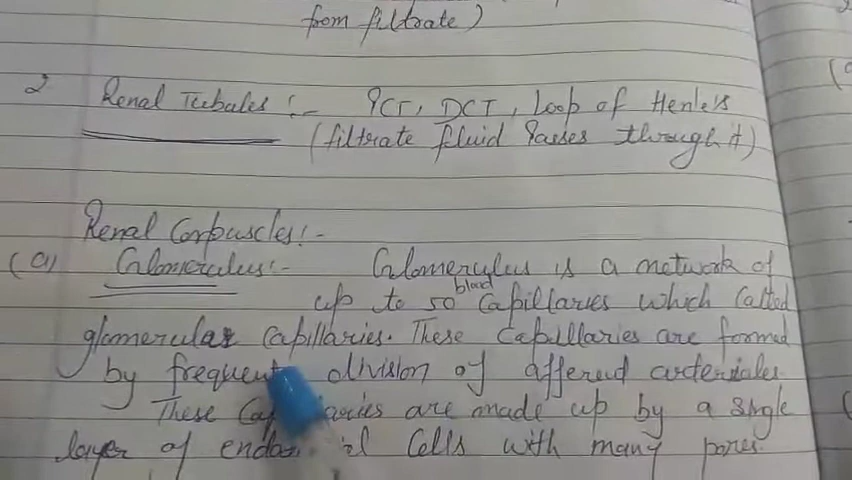 from filtrate)
2 Renal Tubales :- PCT, DCT, Loop of Henle's
(filtrate fluid Passes through it)
Renal Corpuscles:-
(a) Glomerulus:- Glomerulus is a network of
up to 50 blood Capillaries which Called
glomerular Capillaries. These Capillaries are formed
by frequent division of afferent arterioles
These are made up by a single
layer of Cells with many pores.